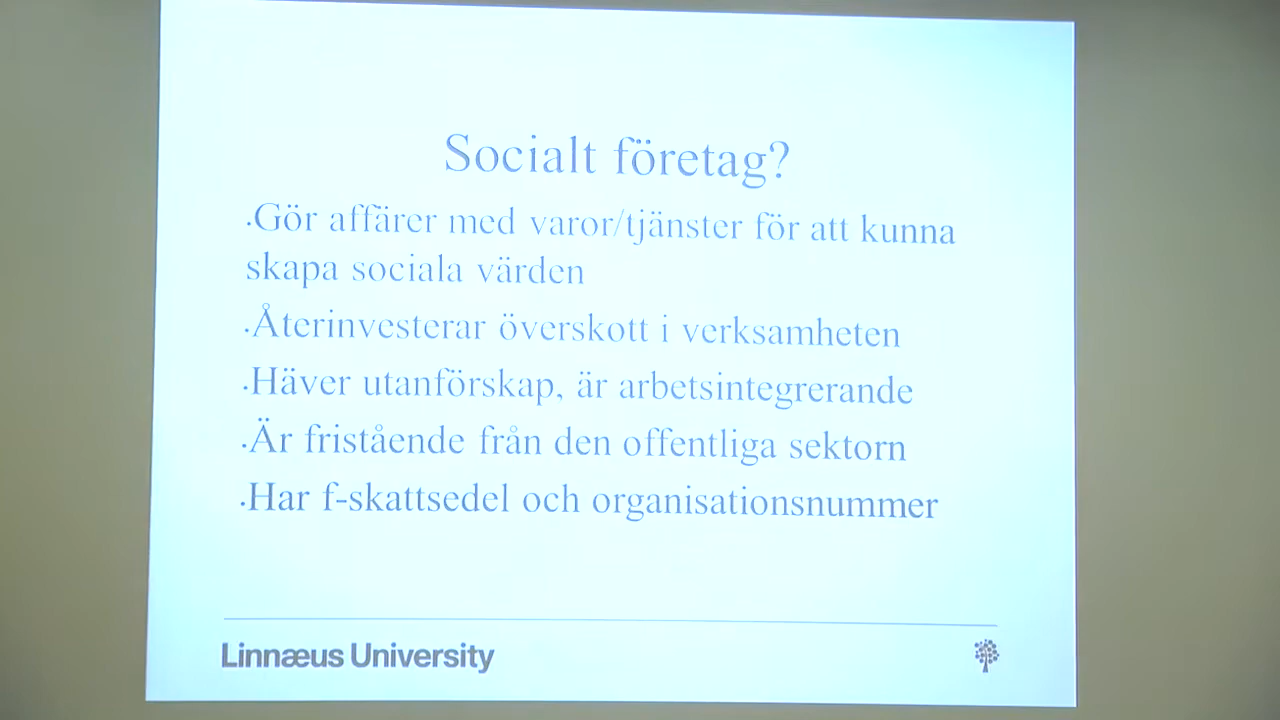 Socialt företag?
.Gör affärer med varor/tjänster för att kunna
skapa sociala värden
.Återinvesterar överskott i verksamheten
.Häver utanförskap, är arbetsintegrerande
.Är fristående från den offentliga sektorn
.Har f-skattsedel och organisationsnummer
Linnæus University